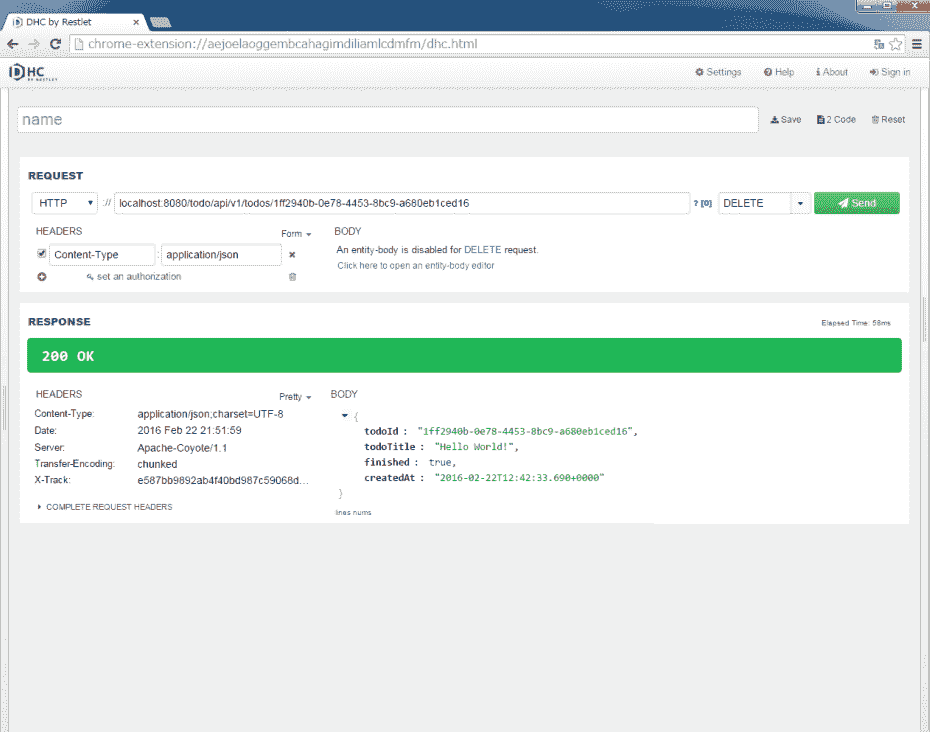 DHC by Restlet
chrome-extension://aejoelaoggembcahagimdiliamlcdmfm/dhc.html
DHC
BY RESTLET
Settings Help About Sign in
name Save 2 Code Reset
REQUEST
HTTP :// localhost:8080/todo/api/v1/todos/1ff2940b-0e78-4453-8bc9-a680eb1ced16 ? [0] DELETE Send
HEADERS Form BODY
Content-Type : application/json An entity-body is disabled for DELETE request.
set an authorization Click here to open an entity-body editor
RESPONSE Elapsed Time: 58ms
200 OK
HEADERS Pretty BODY
Content-Type: application/json;charset=UTF-8 {
Date: 2016 Feb 22 21:51:59 todoId : "1ff2940b-0e78-4453-8bc9-a680eb1ced16",
Server: Apache-Coyote/1.1 todoTitle : "Hello World!",
Transfer-Encoding: chunked finished : true,
X-Track: e587bb9892ab4f40bd987c59068d... createdAt : "2016-02-22T12:42:33.690+0000"
}
COMPLETE REQUEST HEADERS lines nums